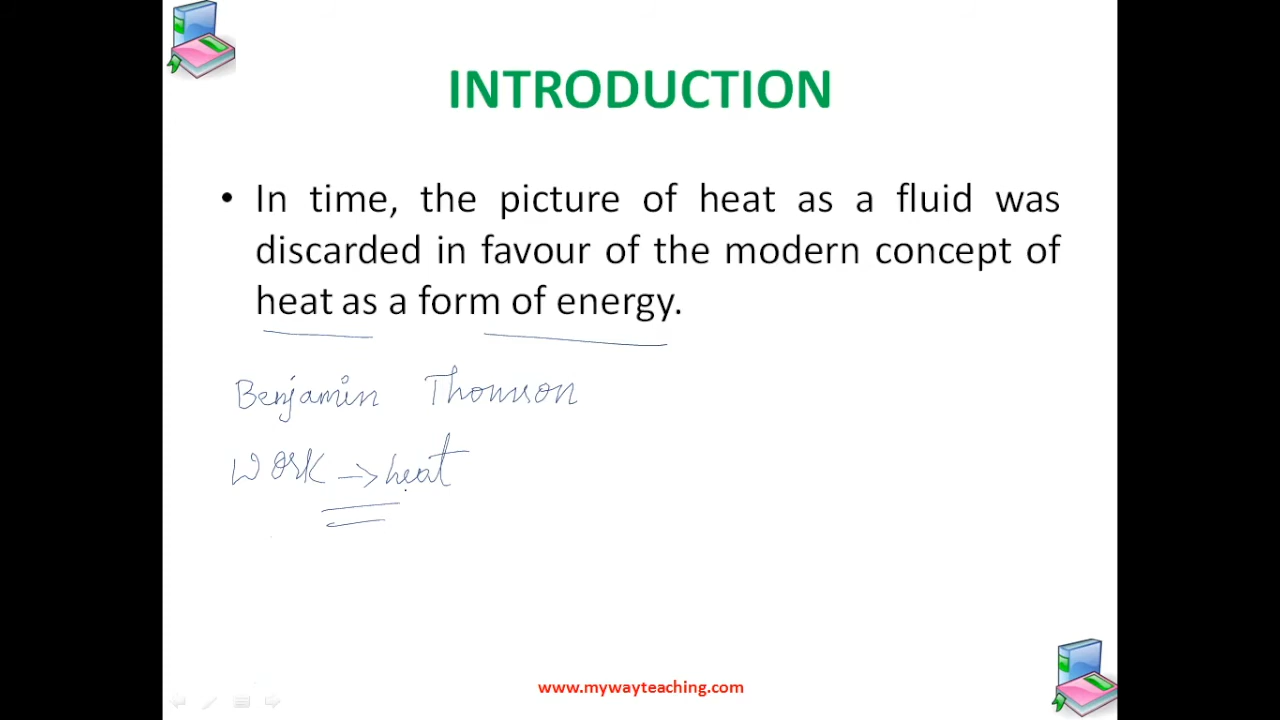 INTRODUCTION
• In time, the picture of heat as a fluid was
discarded in favour of the modern concept of
heat as a form of energy.
Benjamin Thomson
Work → heat
www.mywayteaching.com